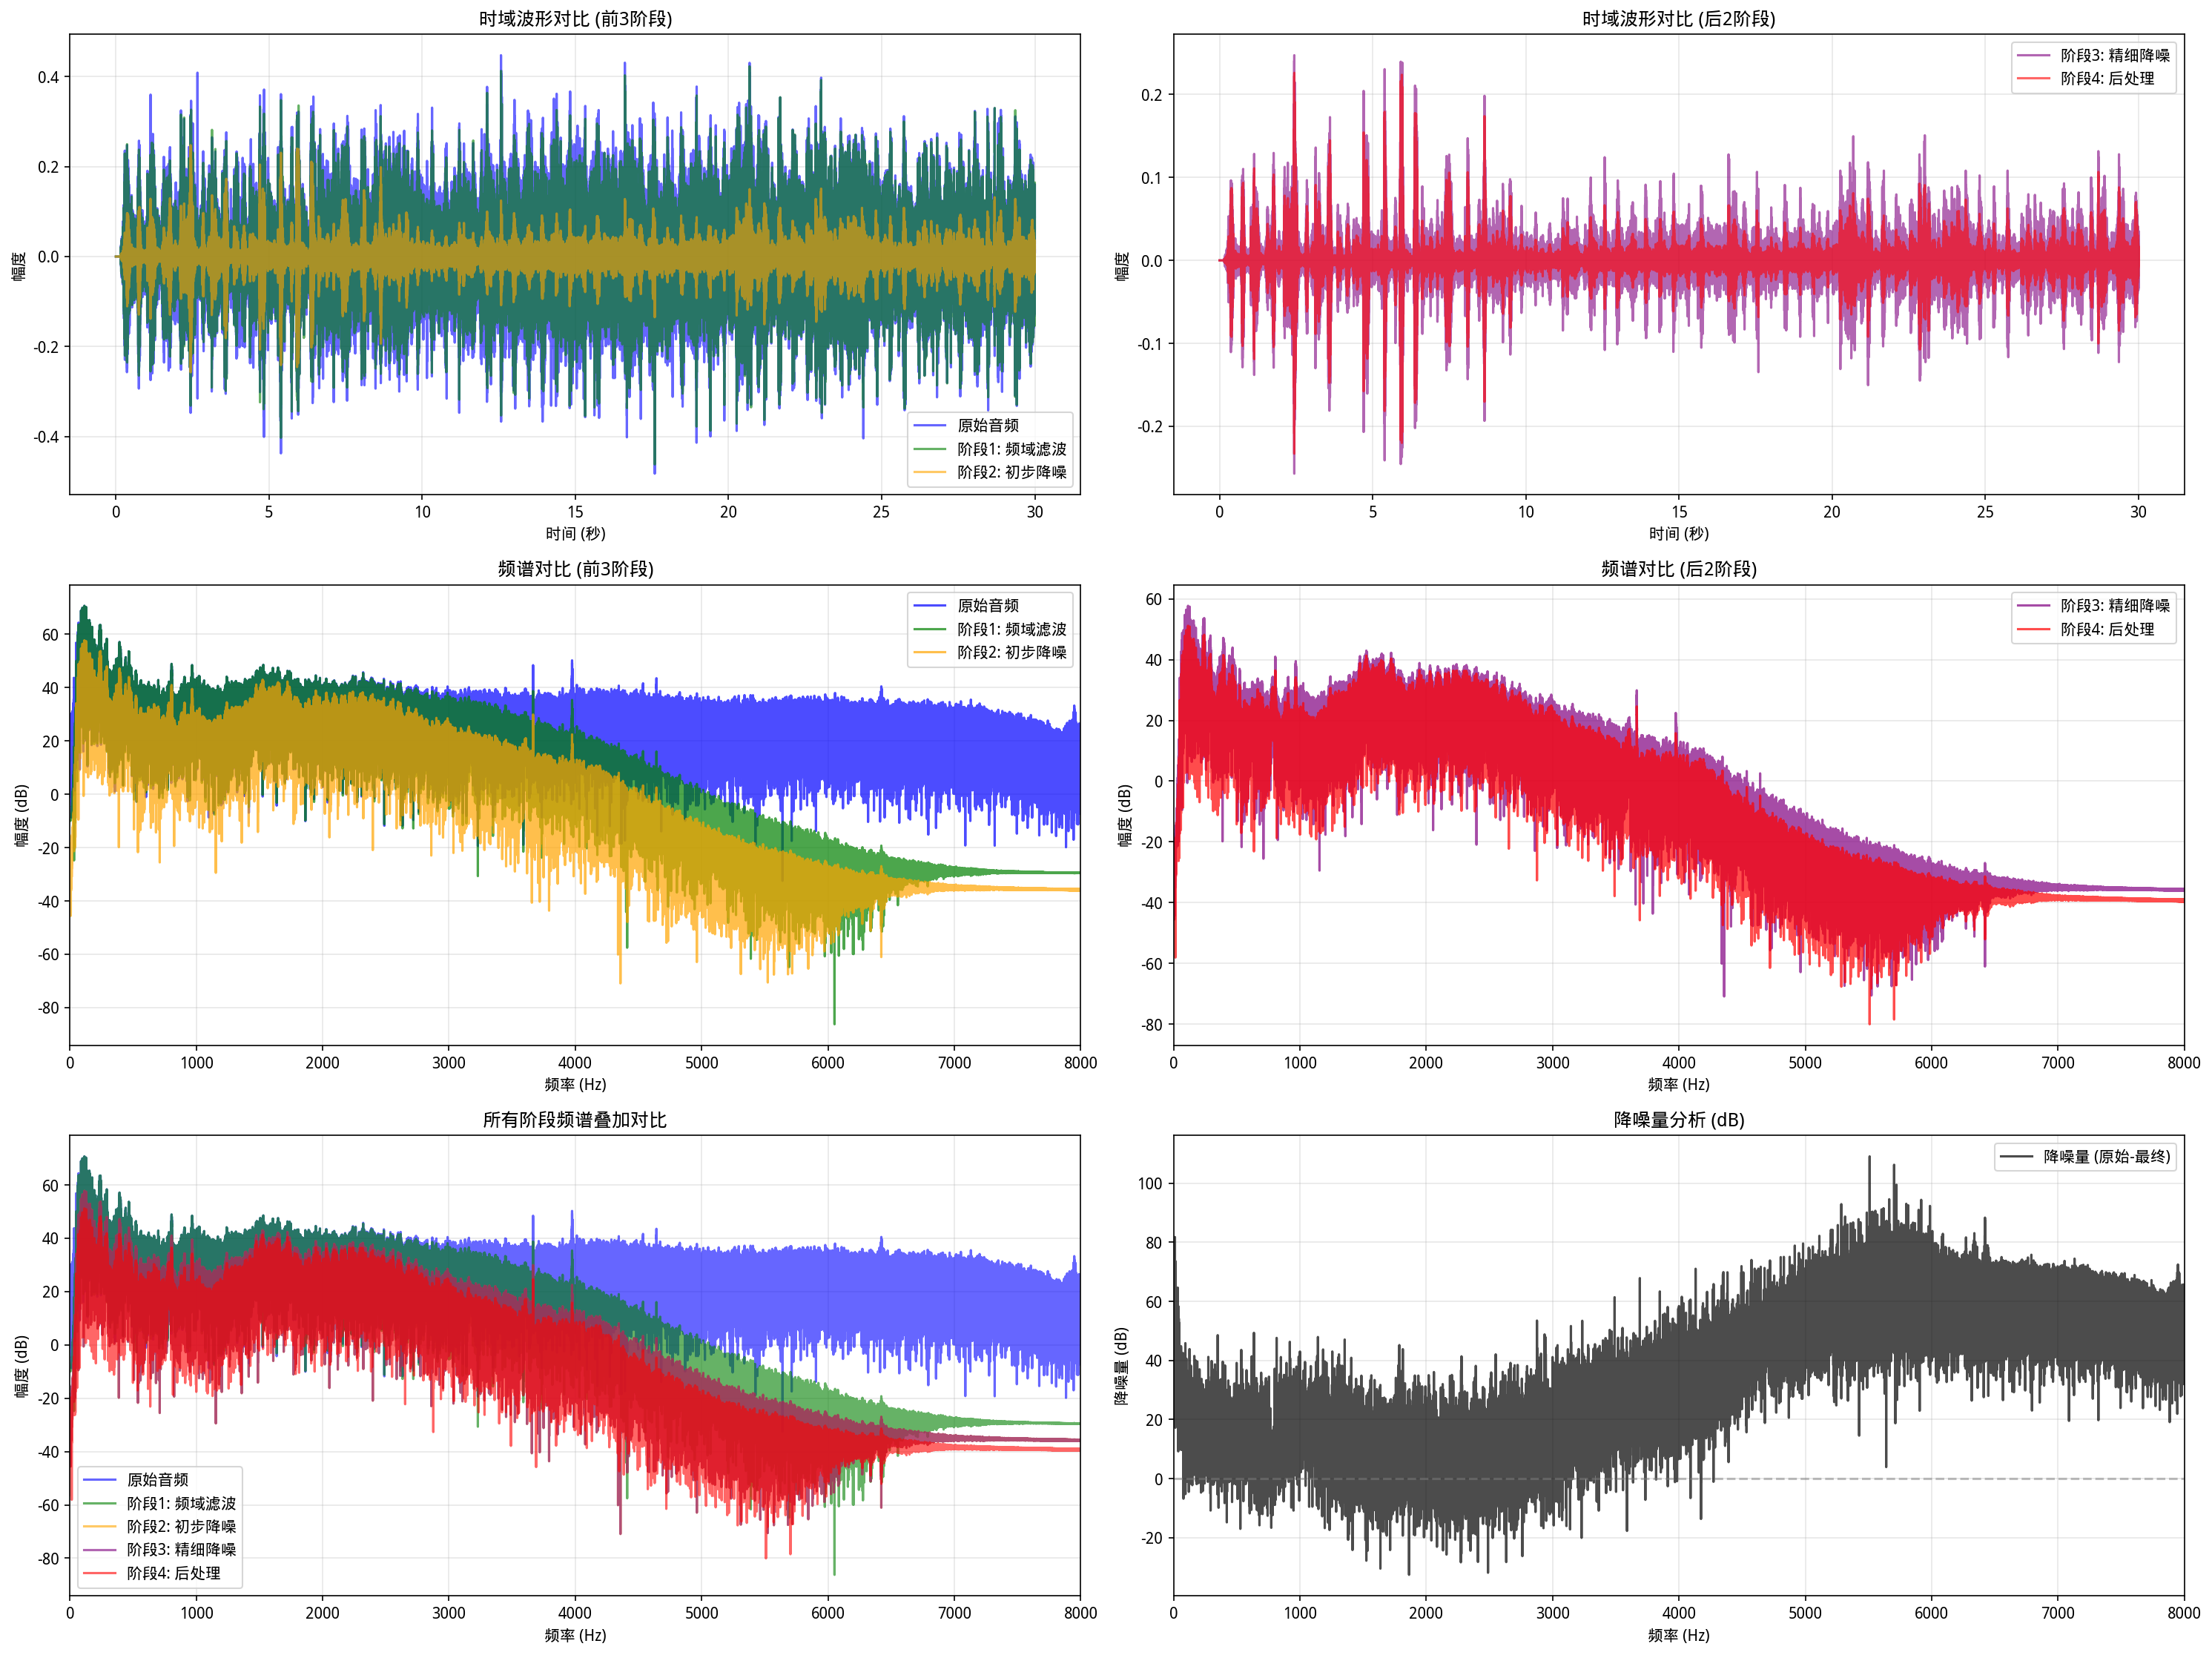 时域波形对比 (前3阶段)
0.4
0.2
0.0
-0.2
-0.4
幅度
原始音频
阶段1: 频域滤波
阶段2: 初步降噪
0 5 10 15 20 25 30
时间 (秒)
时域波形对比 (后2阶段)
阶段3: 精细降噪
阶段4: 后处理
0.2
0.1
0.0
-0.1
-0.2
幅度
0 5 10 15 20 25 30
时间 (秒)
频谱对比 (前3阶段)
原始音频
阶段1: 频域滤波
阶段2: 初步降噪
60
40
20
0
-20
-40
-60
-80
幅度 (dB)
0 1000 2000 3000 4000 5000 6000 7000 8000
频率 (Hz)
频谱对比 (后2阶段)
阶段3: 精细降噪
阶段4: 后处理
60
40
20
0
-20
-40
-60
-80
幅度 (dB)
0 1000 2000 3000 4000 5000 6000 7000 8000
频率 (Hz)
所有阶段频谱叠加对比
60
40
20
0
-20
-40
-60
-80
幅度 (dB)
原始音频
阶段1: 频域滤波
阶段2: 初步降噪
阶段3: 精细降噪
阶段4: 后处理
0 1000 2000 3000 4000 5000 6000 7000 8000
频率 (Hz)
降噪量分析 (dB)
降噪量 (原始-最终)
100
80
60
40
20
0
-20
降噪量 (dB)
0 1000 2000 3000 4000 5000 6000 7000 8000
频率 (Hz)